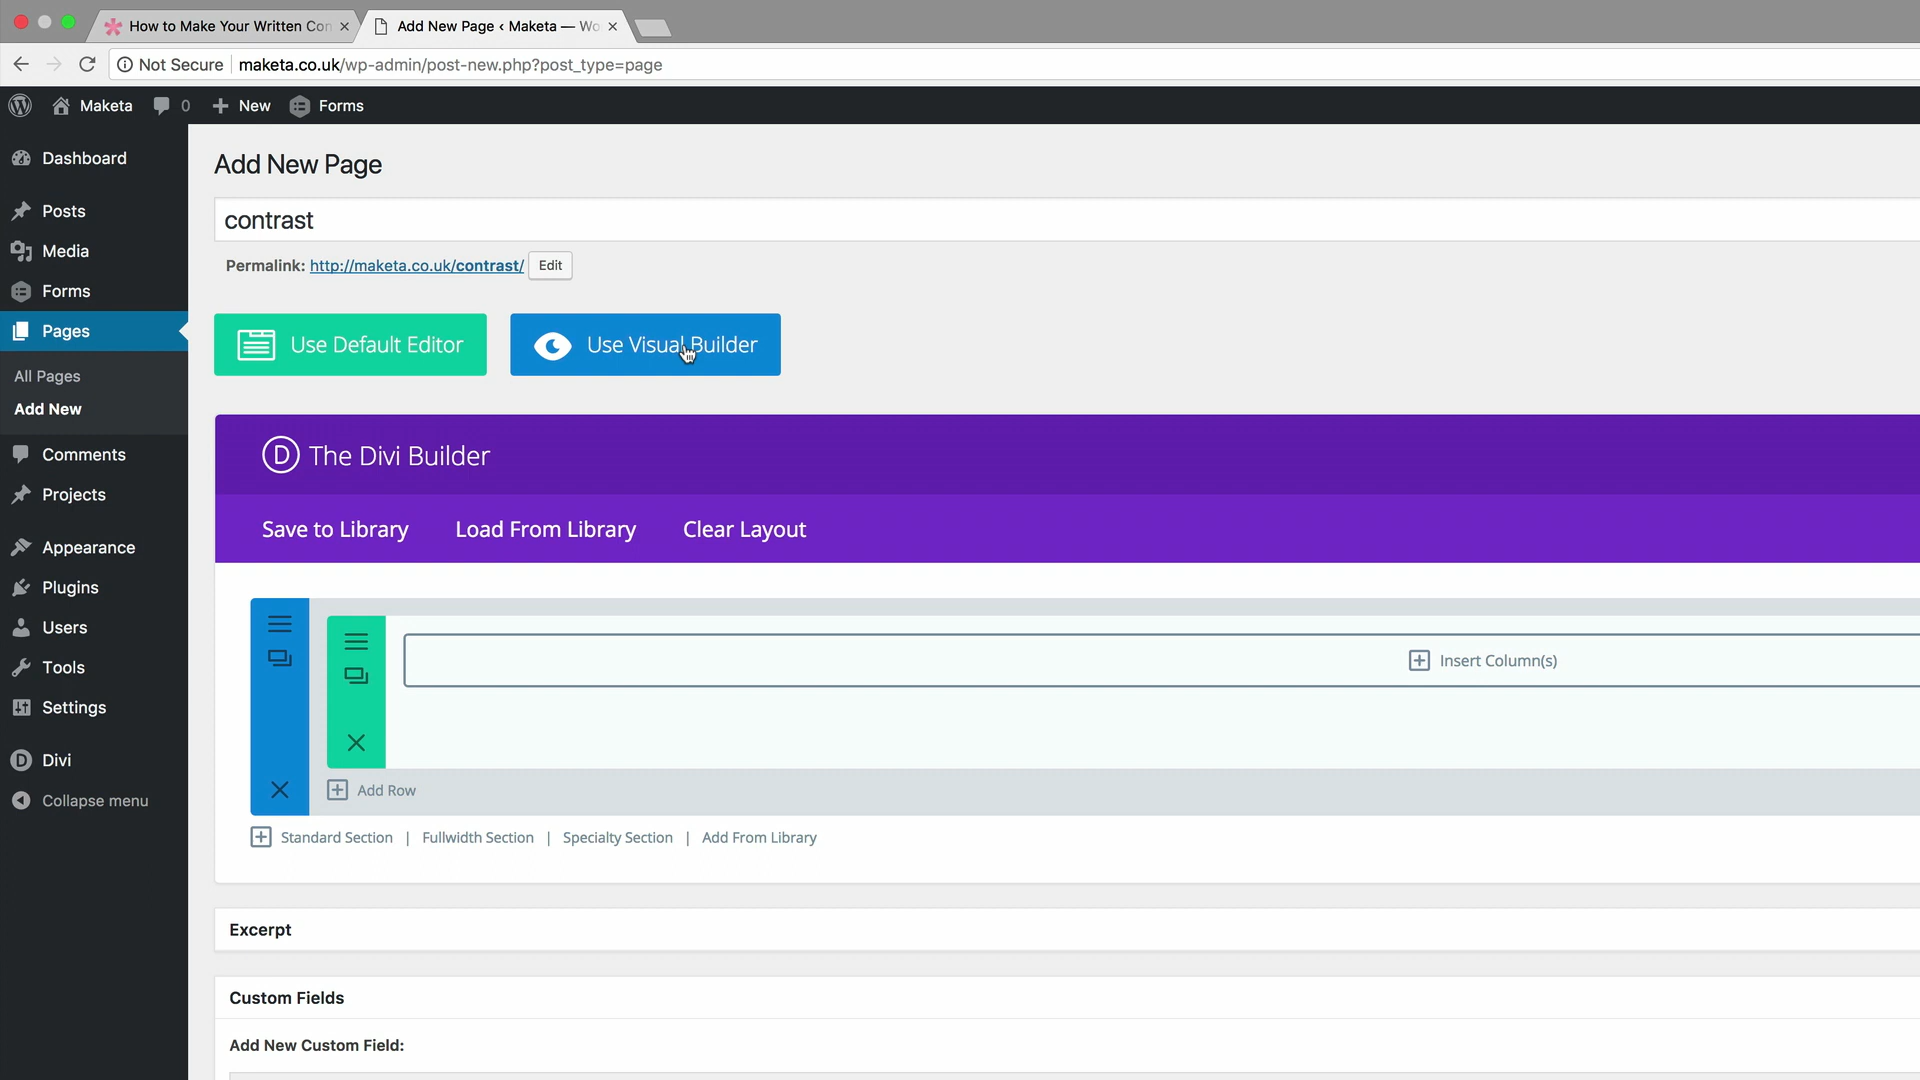 How to Make Your Written Con
Add New Page ‹ Maketa — Wo
Not Secure maketa.co.uk/wp-admin/post-new.php?post_type=page
Maketa 0 New Forms
Dashboard
Posts
Media
Forms
Pages
All Pages
Add New
Comments
Projects
Appearance
Plugins
Users
Tools
Settings
Divi
Collapse menu
Add New Page
contrast
Permalink: http://maketa.co.uk/contrast/ Edit
Use Default Editor Use Visual Builder
D The Divi Builder
Save to Library Load From Library Clear Layout
Insert Column(s)
Add Row
Standard Section | Fullwidth Section | Specialty Section | Add From Library
Excerpt
Custom Fields
Add New Custom Field: